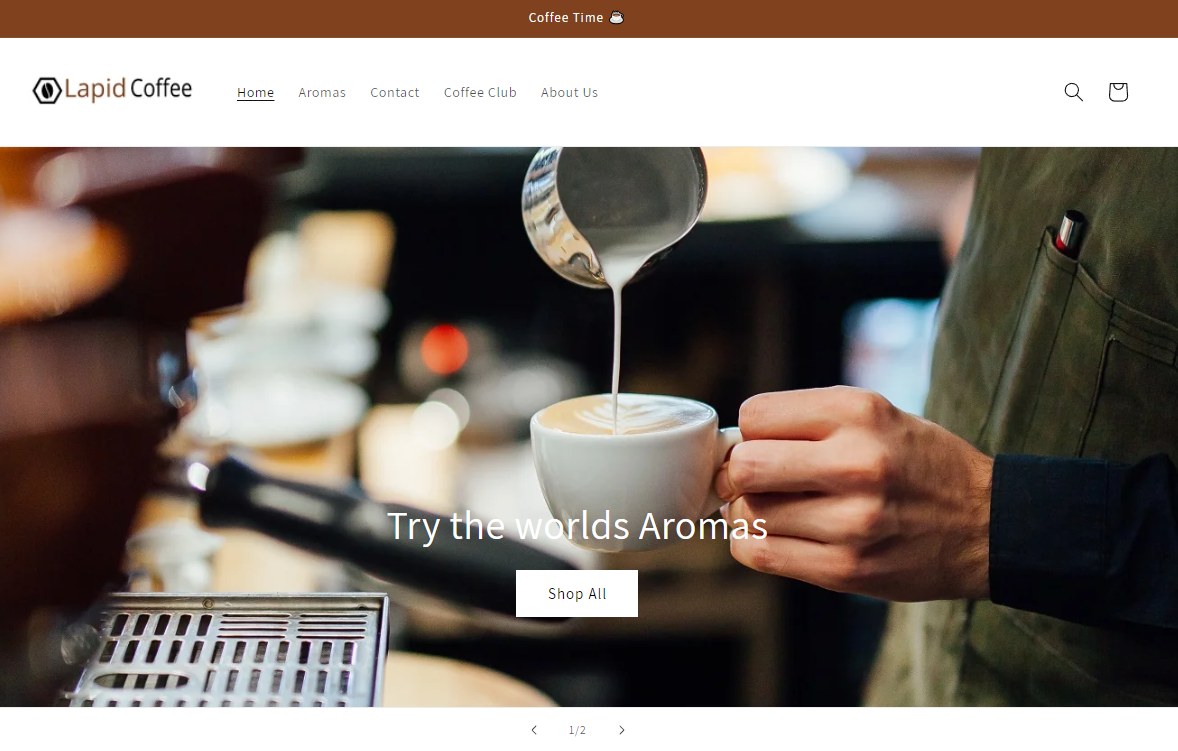 Coffee Time ☕
Lapid Coffee
Home Aromas Contact Coffee Club About Us
Try the worlds Aromas
Shop All
1/2